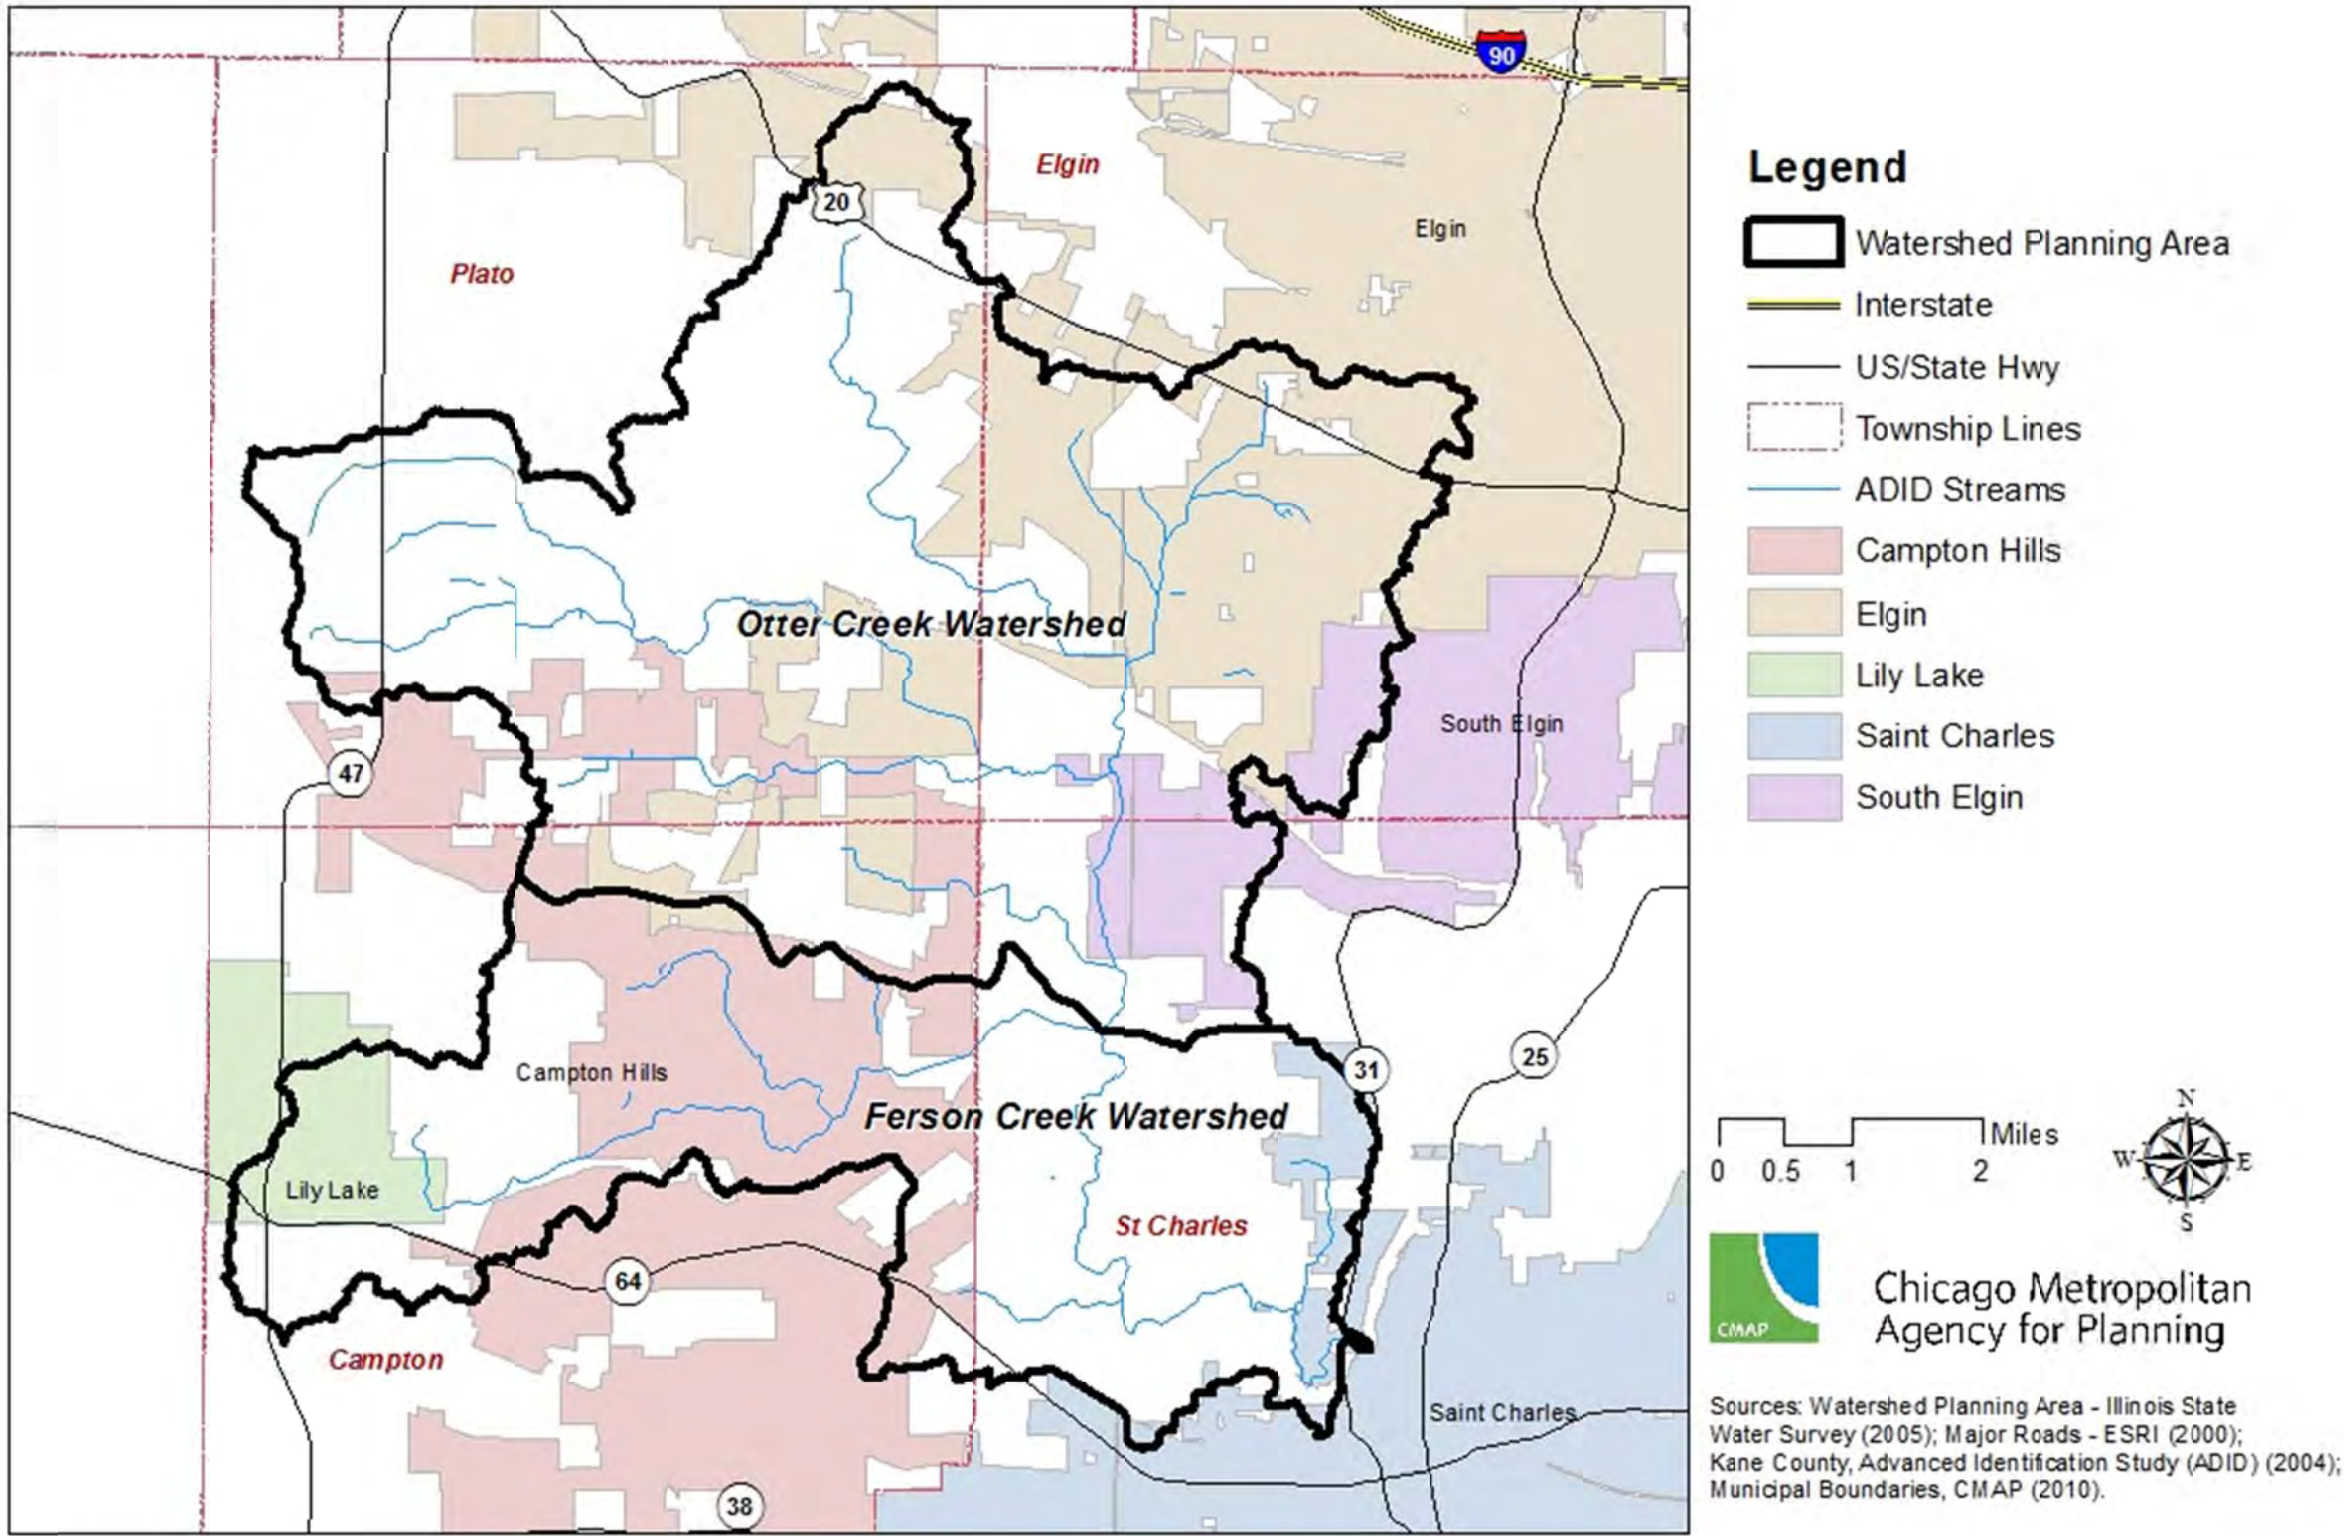 90
Elgin
20
Elgin
Plato
Otter Creek Watershed
South Elgin
47
Campton Hills
31
25
Ferson Creek Watershed
Lily Lake
St Charles
64
Campton
Saint Charles
38
Legend
Watershed Planning Area
Interstate
US/State Hwy
Township Lines
ADID Streams
Campton Hills
Elgin
Lily Lake
Saint Charles
South Elgin
N
W E
S
Miles
0 0.5 1 2
CMAP
Chicago Metropolitan
Agency for Planning
Sources: Watershed Planning Area - Illinois State
Water Survey (2005); Major Roads - ESRI (2000);
Kane County, Advanced Identification Study (ADID) (2004);
Municipal Boundaries, CMAP (2010).